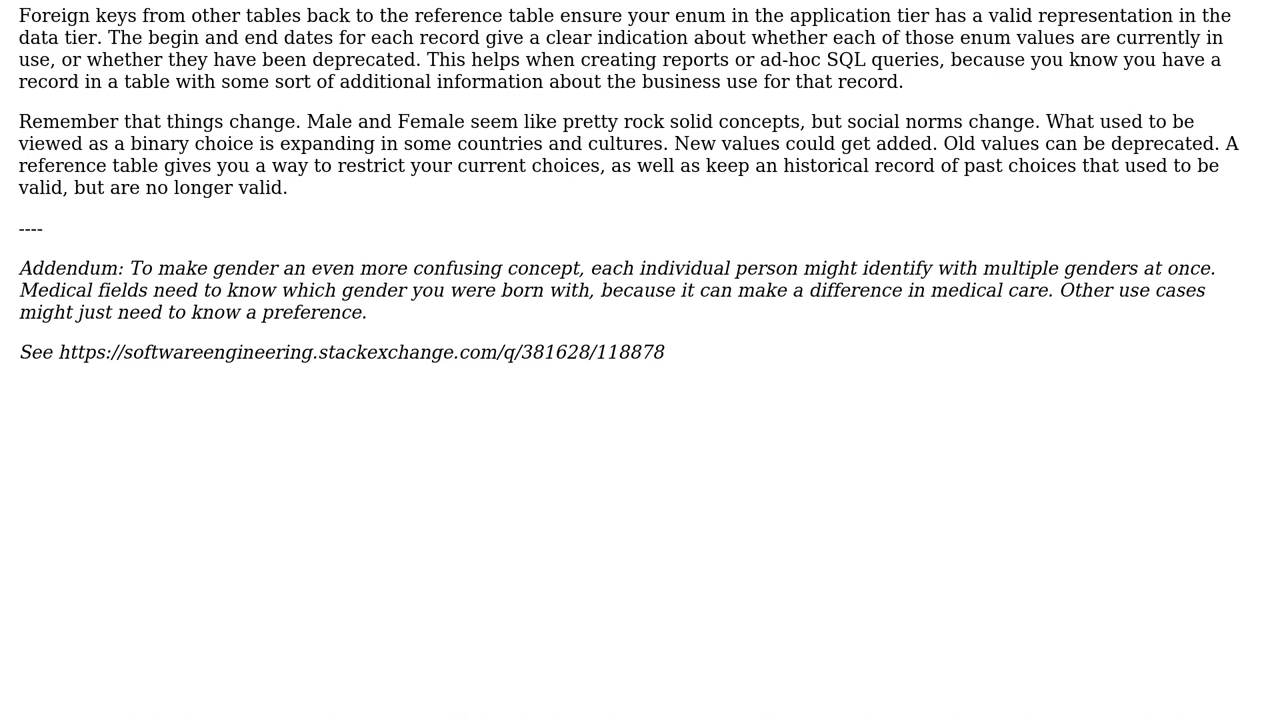 Foreign keys from other tables back to the reference table ensure your enum in the application tier has a valid representation in the
data tier. The begin and end dates for each record give a clear indication about whether each of those enum values are currently in
use, or whether they have been deprecated. This helps when creating reports or ad-hoc SQL queries, because you know you have a
record in a table with some sort of additional information about the business use for that record.
Remember that things change. Male and Female seem like pretty rock solid concepts, but social norms change. What used to be
viewed as a binary choice is expanding in some countries and cultures. New values could get added. Old values can be deprecated. A
reference table gives you a way to restrict your current choices, as well as keep an historical record of past choices that used to be
valid, but are no longer valid.
----
Addendum: To make gender an even more confusing concept, each individual person might identify with multiple genders at once.
Medical fields need to know which gender you were born with, because it can make a difference in medical care. Other use cases
might just need to know a preference.
See https://softwareengineering.stackexchange.com/q/381628/118878